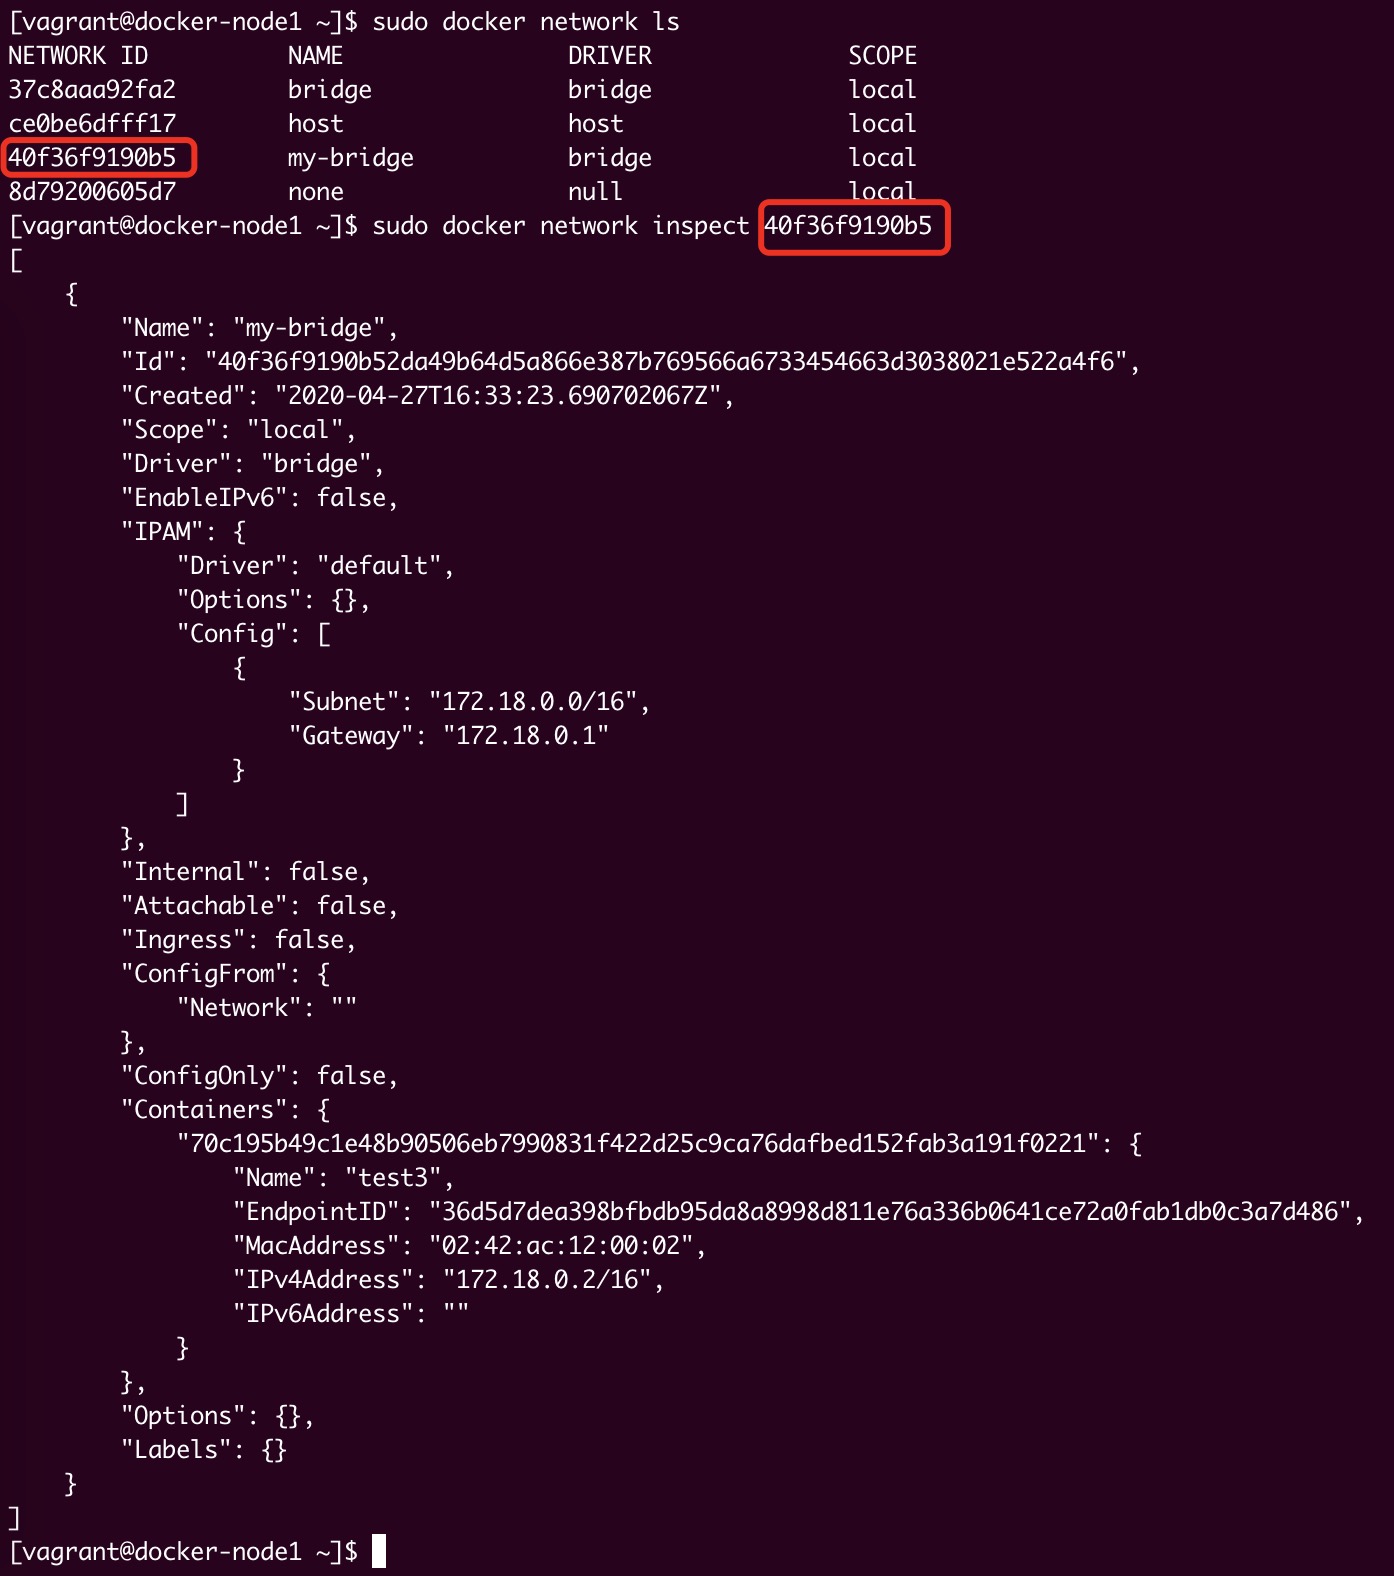 [vagrant@docker-node1 ~]$ sudo docker network ls
NETWORK ID          NAME                DRIVER              SCOPE
37c8aaa92fa2        bridge              bridge              local
ce0be6dfff17        host                host                local
40f36f9190b5        my-bridge           bridge              local
8d79200605d7        none                null                local
[vagrant@docker-node1 ~]$ sudo docker network inspect 40f36f9190b5
[
    {
        "Name": "my-bridge",
        "Id": "40f36f9190b52da49b64d5a866e387b769566a6733454663d3038021e522a4f6",
        "Created": "2020-04-27T16:33:23.690702067Z",
        "Scope": "local",
        "Driver": "bridge",
        "EnableIPv6": false,
        "IPAM": {
            "Driver": "default",
            "Options": {},
            "Config": [
                {
                    "Subnet": "172.18.0.0/16",
                    "Gateway": "172.18.0.1"
                }
            ]
        },
        "Internal": false,
        "Attachable": false,
        "Ingress": false,
        "ConfigFrom": {
            "Network": ""
        },
        "ConfigOnly": false,
        "Containers": {
            "70c195b49c1e48b90506eb7990831f422d25c9ca76dafbed152fab3a191f0221": {
                "Name": "test3",
                "EndpointID": "36d5d7dea398bfbdb95da8a8998d811e76a336b0641ce72a0fab1db0c3a7d486",
                "MacAddress": "02:42:ac:12:00:02",
                "IPv4Address": "172.18.0.2/16",
                "IPv6Address": ""
            }
        },
        "Options": {},
        "Labels": {}
    }
]
[vagrant@docker-node1 ~]$